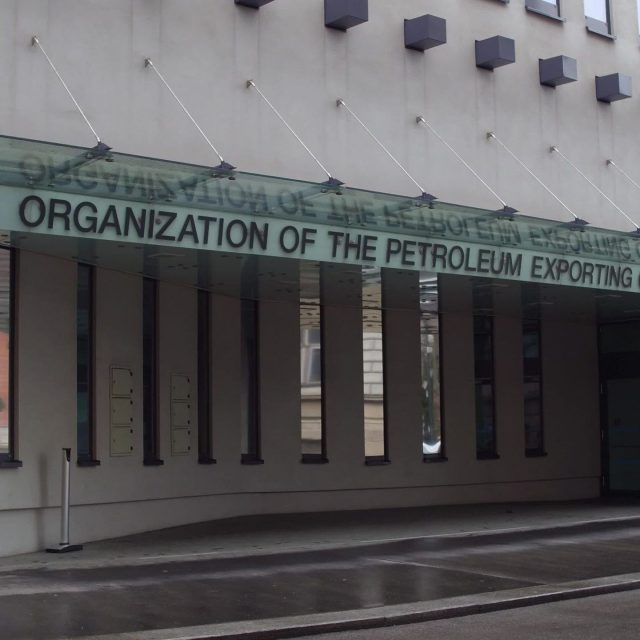 ORGANIZATION OF THE PETROLEUM EXPORTING